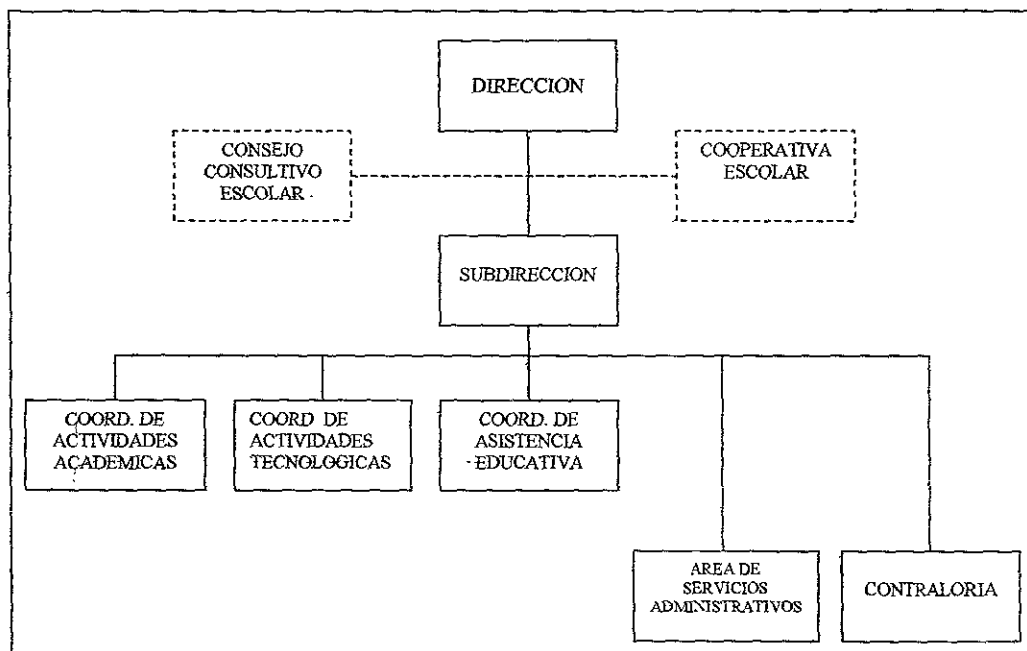 DIRECCION
CONSEJO
CONSULTIVO
ESCOLAR
COOPERATIVA
ESCOLAR
SUBDIRECCION
COORD. DE
ACTIVIDADES
ACADEMICAS
COORD DE
ACTIVIDADES
TECNOLOGICAS
COORD. DE
ASISTENCIA
EDUCATIVA
AREA DE
SERVICIOS
ADMINISTRATIVOS
CONTRALORIA